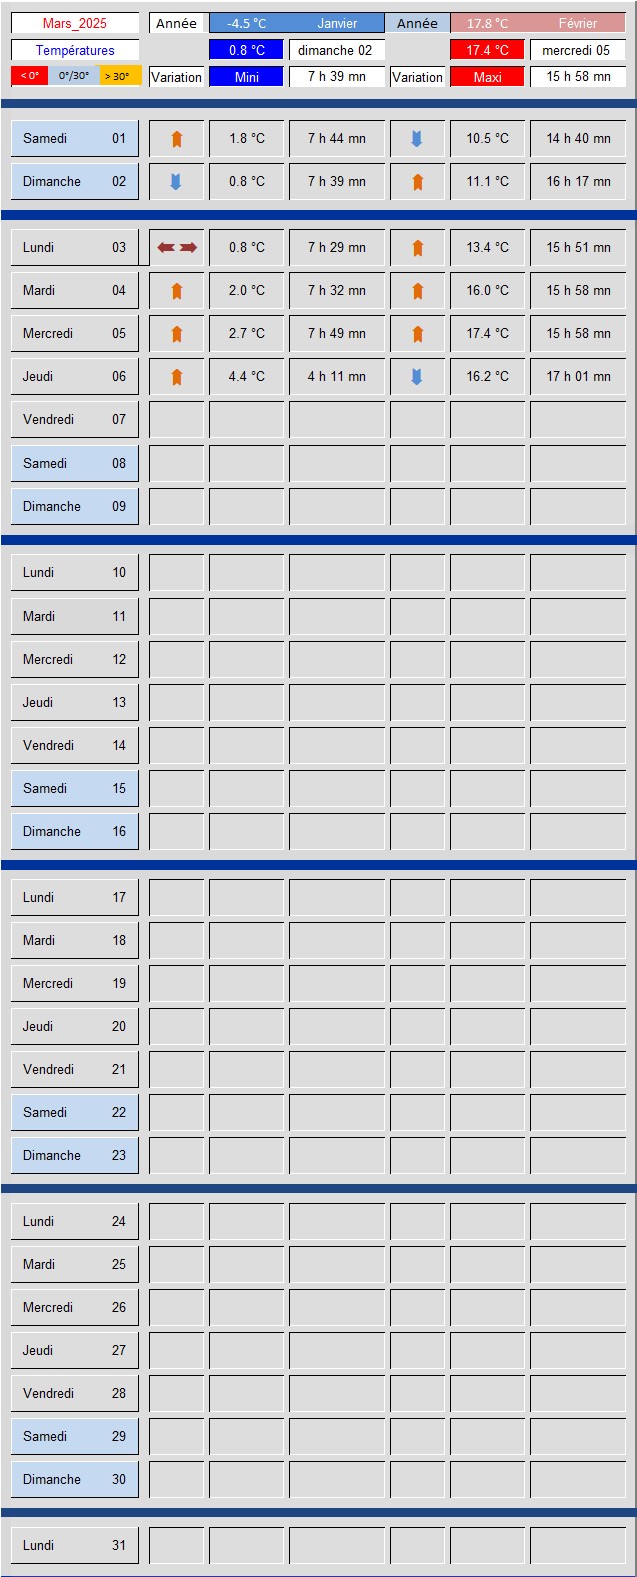 Mars_2025 Année -4.5 °C Janvier Année 17.8 °C Février
Températures 0.8 °C dimanche 02 17.4 °C mercredi 05
< 0° 0°/30° > 30° Variation Mini 7 h 39 mn Variation Maxi 15 h 58 mn
Samedi 01 1.8 °C 7 h 44 mn 10.5 °C 14 h 40 mn
Dimanche 02 0.8 °C 7 h 39 mn 11.1 °C 16 h 17 mn
Lundi 03 0.8 °C 7 h 29 mn 13.4 °C 15 h 51 mn
Mardi 04 2.0 °C 7 h 32 mn 16.0 °C 15 h 58 mn
Mercredi 05 2.7 °C 7 h 49 mn 17.4 °C 15 h 58 mn
Jeudi 06 4.4 °C 4 h 11 mn 16.2 °C 17 h 01 mn
Vendredi 07
Samedi 08
Dimanche 09
Lundi 10
Mardi 11
Mercredi 12
Jeudi 13
Vendredi 14
Samedi 15
Dimanche 16
Lundi 17
Mardi 18
Mercredi 19
Jeudi 20
Vendredi 21
Samedi 22
Dimanche 23
Lundi 24
Mardi 25
Mercredi 26
Jeudi 27
Vendredi 28
Samedi 29
Dimanche 30
Lundi 31